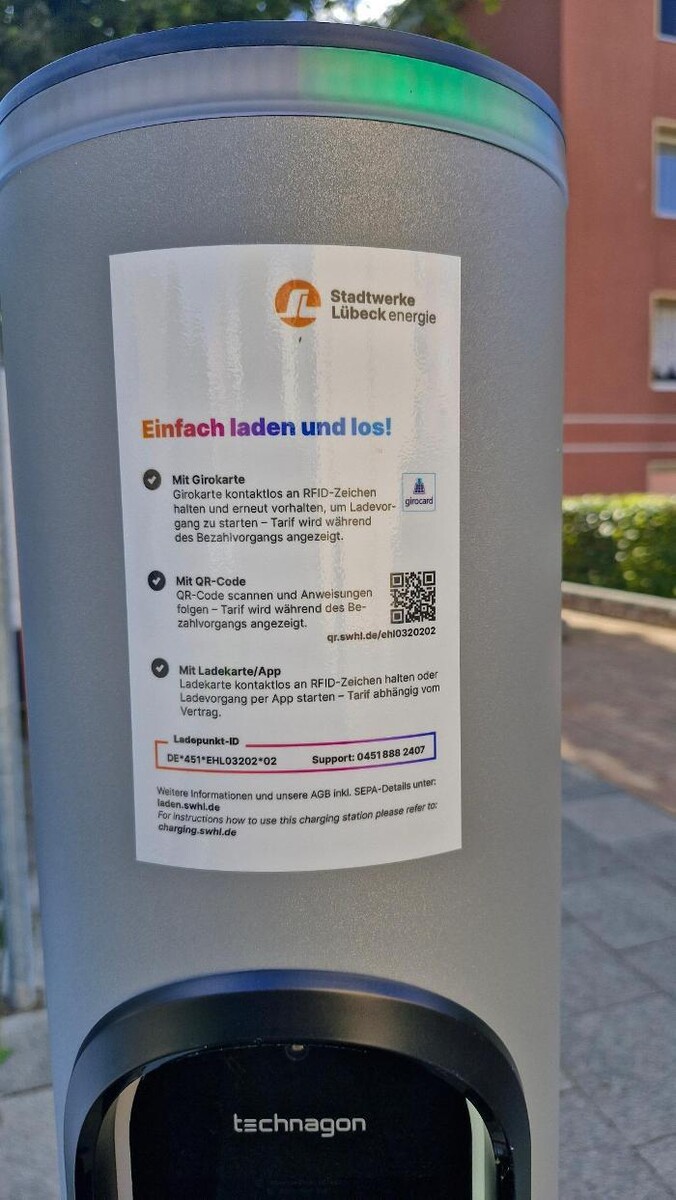 Stadtwerke
Lübeck energie
Einfach laden und los!
Mit Girokarte
Girokarte kontaktlos an RFID-Zeichen
halten und erneut vorhalten, um Ladevor-
gang zu starten – Tarif wird während
des Bezahlvorgangs angezeigt.
girocard
Mit QR-Code
QR-Code scannen und Anweisungen
folgen – Tarif wird während des Be-
zahlvorgangs angezeigt.
qr.swhl.de/ehl0320202
Mit Ladekarte/App
Ladekarte kontaktlos an RFID-Zeichen halten oder
Ladevorgang per App starten – Tarif abhängig vom
Vertrag.
Ladepunkt-ID
DE*451*EHL03202*02 Support: 0451 888 2407
Weitere Informationen und unsere AGB inkl. SEPA-Details unter:
laden.swhl.de
For instructions how to use this charging station please refer to:
charging.swhl.de
technagon